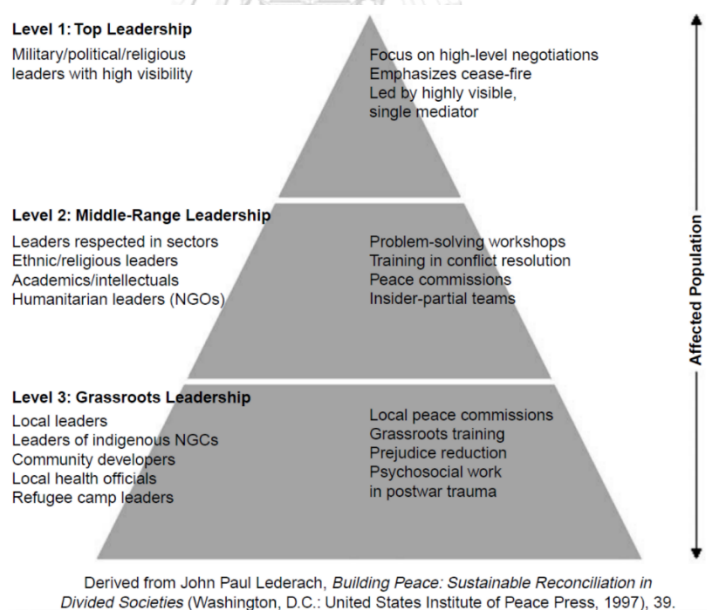 Level 1: Top Leadership
Military/political/religious
leaders with high visibility
Focus on high-level negotiations
Emphasizes cease-fire
Led by highly visible,
single mediator
Level 2: Middle-Range Leadership
Leaders respected in sectors
Ethnic/religious leaders
Academics/intellectuals
Humanitarian leaders (NGOs)
Problem-solving workshops
Training in conflict resolution
Peace commissions
Insider-partial teams
Level 3: Grassroots Leadership
Local leaders
Leaders of indigenous NGCs
Community developers
Local health officials
Refugee camp leaders
Local peace commissions
Grassroots training
Prejudice reduction
Psychosocial work
in postwar trauma
Affected Population
Derived from John Paul Lederach, Building Peace: Sustainable Reconciliation in
Divided Societies (Washington, D.C.: United States Institute of Peace Press, 1997), 39.